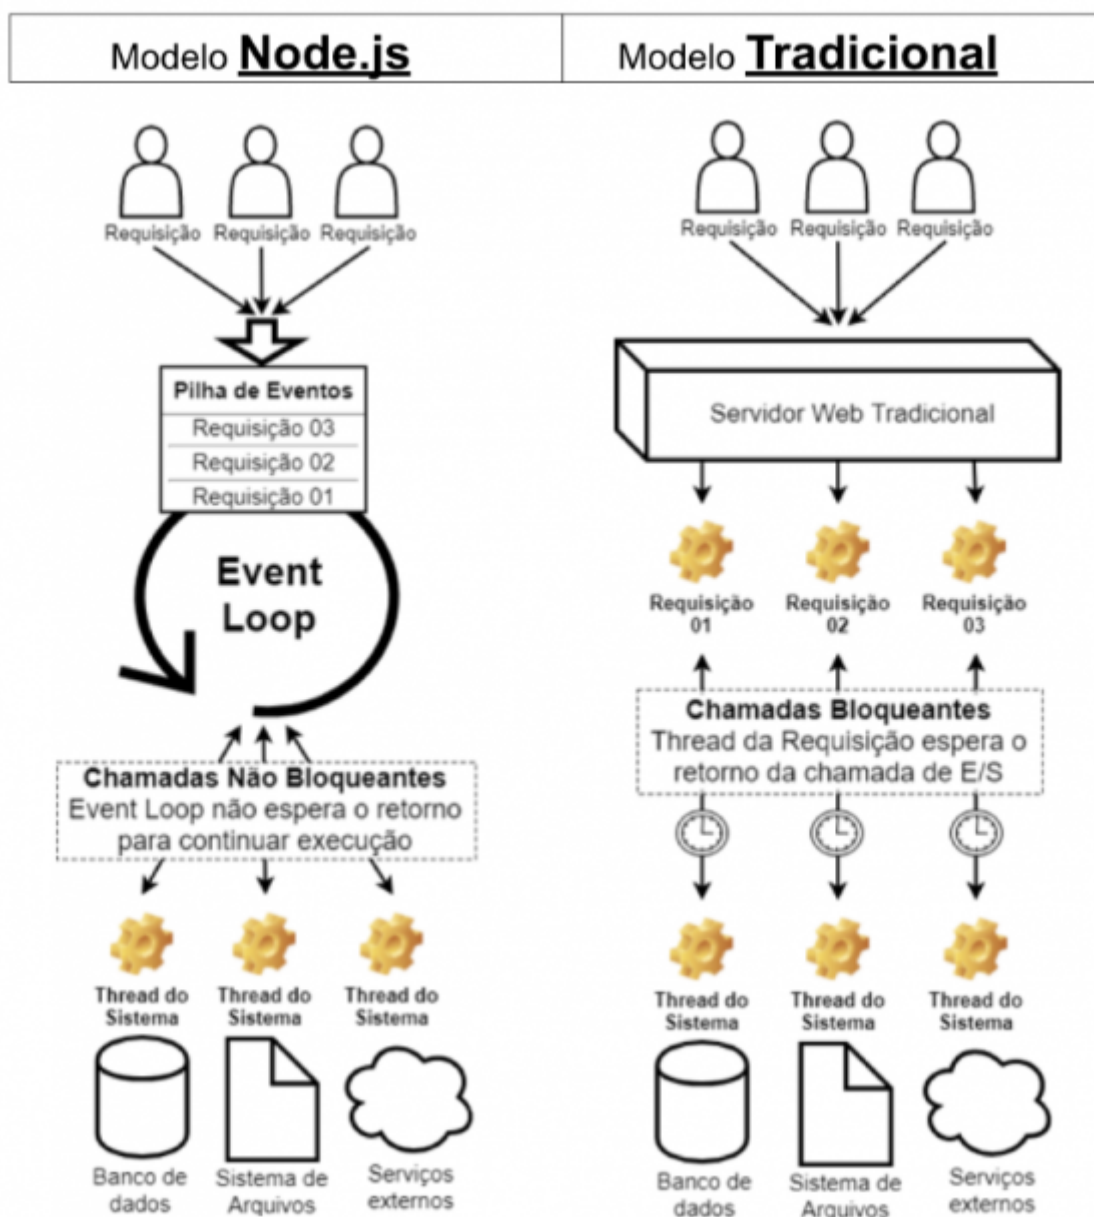 Modelo Node.js
Requisição Requisição Requisição
Pilha de Eventos
Requisição 03
Requisição 02
Requisição 01
Event
Loop
Chamadas Não Bloqueantes
Event Loop não espera o retorno
para continuar execução
Thread do Thread do Thread do
Sistema Sistema Sistema
Banco de Sistema de Serviços
dados Arquivos externos
Modelo Tradicional
Requisição Requisição Requisição
Servidor Web Tradicional
Requisição Requisição Requisição
01 02 03
Chamadas Bloqueantes
Thread da Requisição espera o
retorno da chamada de E/S
Thread do Thread do Thread do
Sistema Sistema Sistema
Banco de Sistema de Serviços
dados Arquivos externos